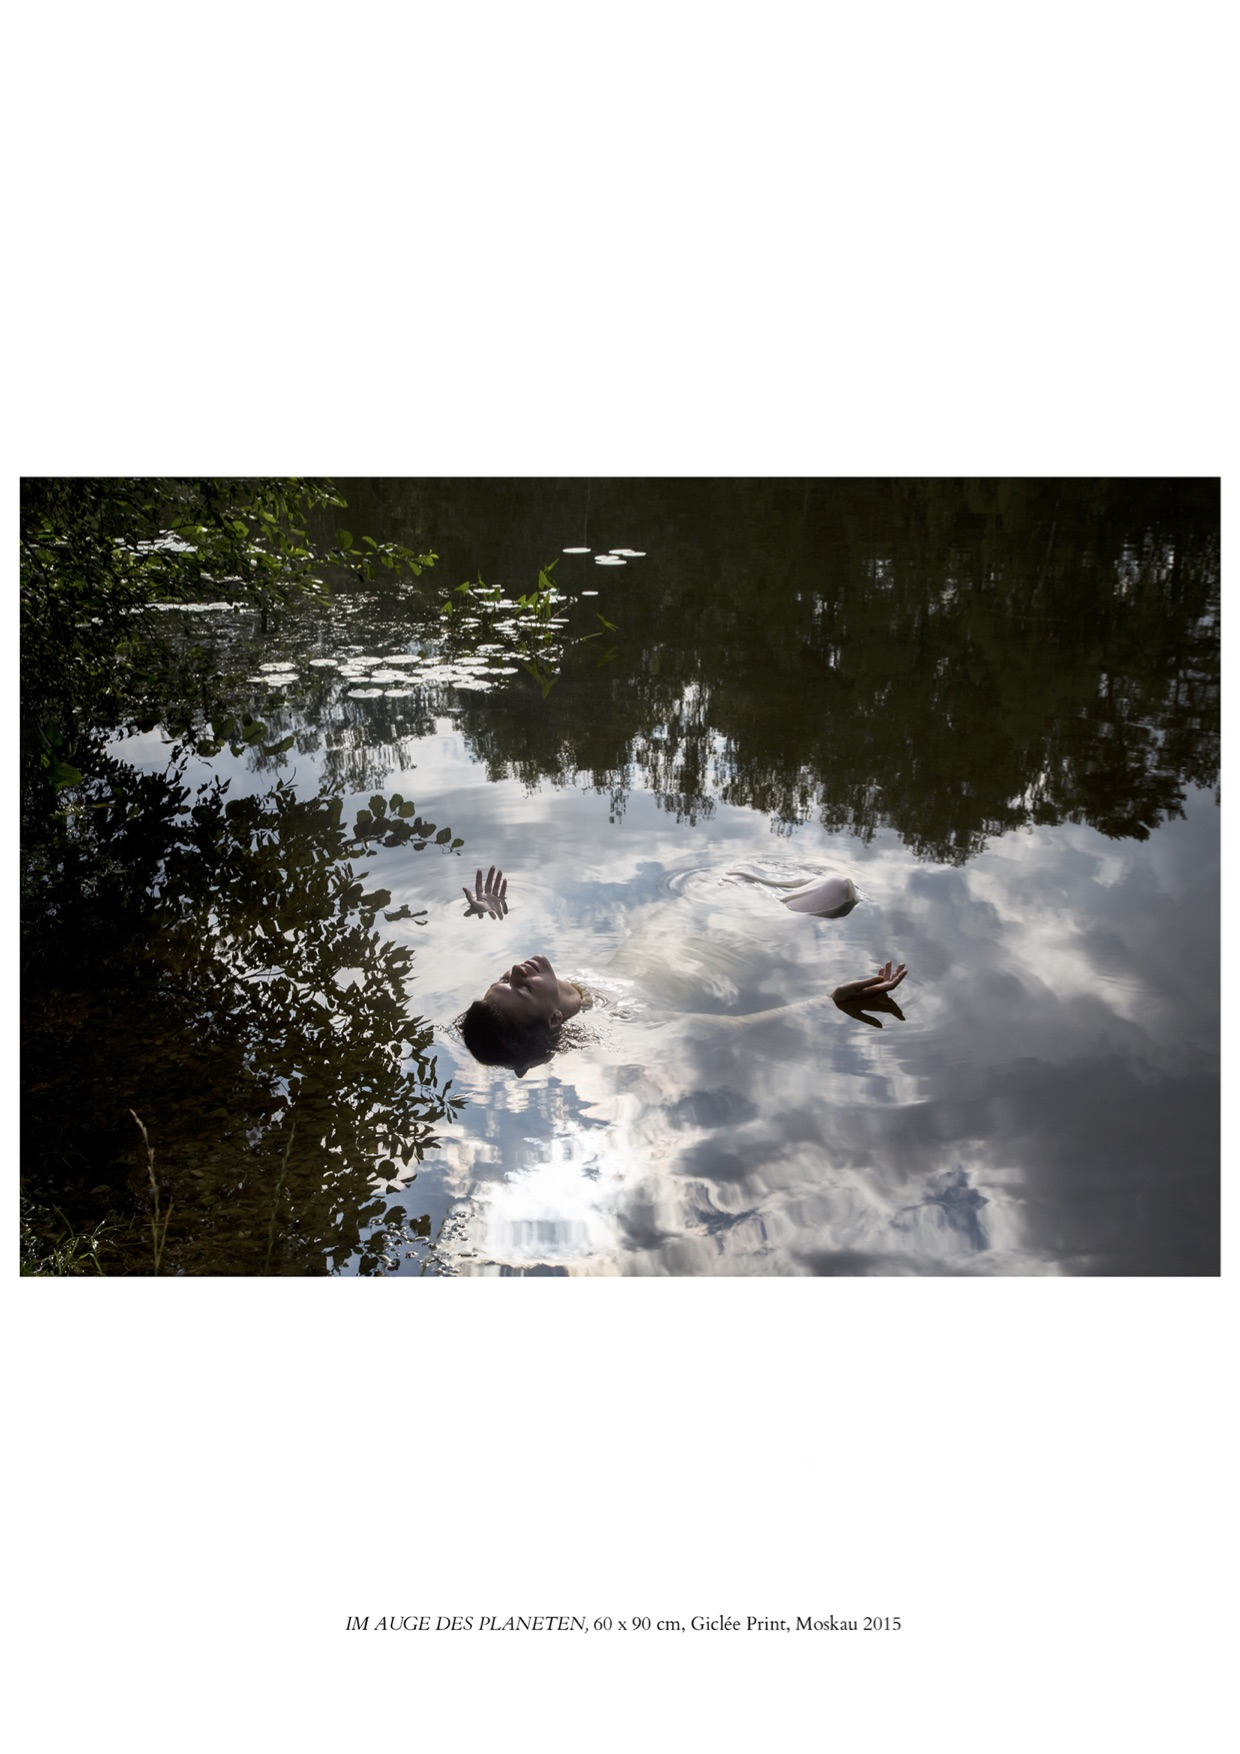 IM AUGE DES PLANETEN, 60 x 90 cm, Giclée Print, Moskau 2015